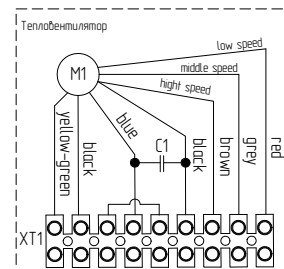 Тепловентилятор
low speed
M1
middle speed
hight speed
yellow-green
black
blue
C1
black
brown
grey
red
XT1